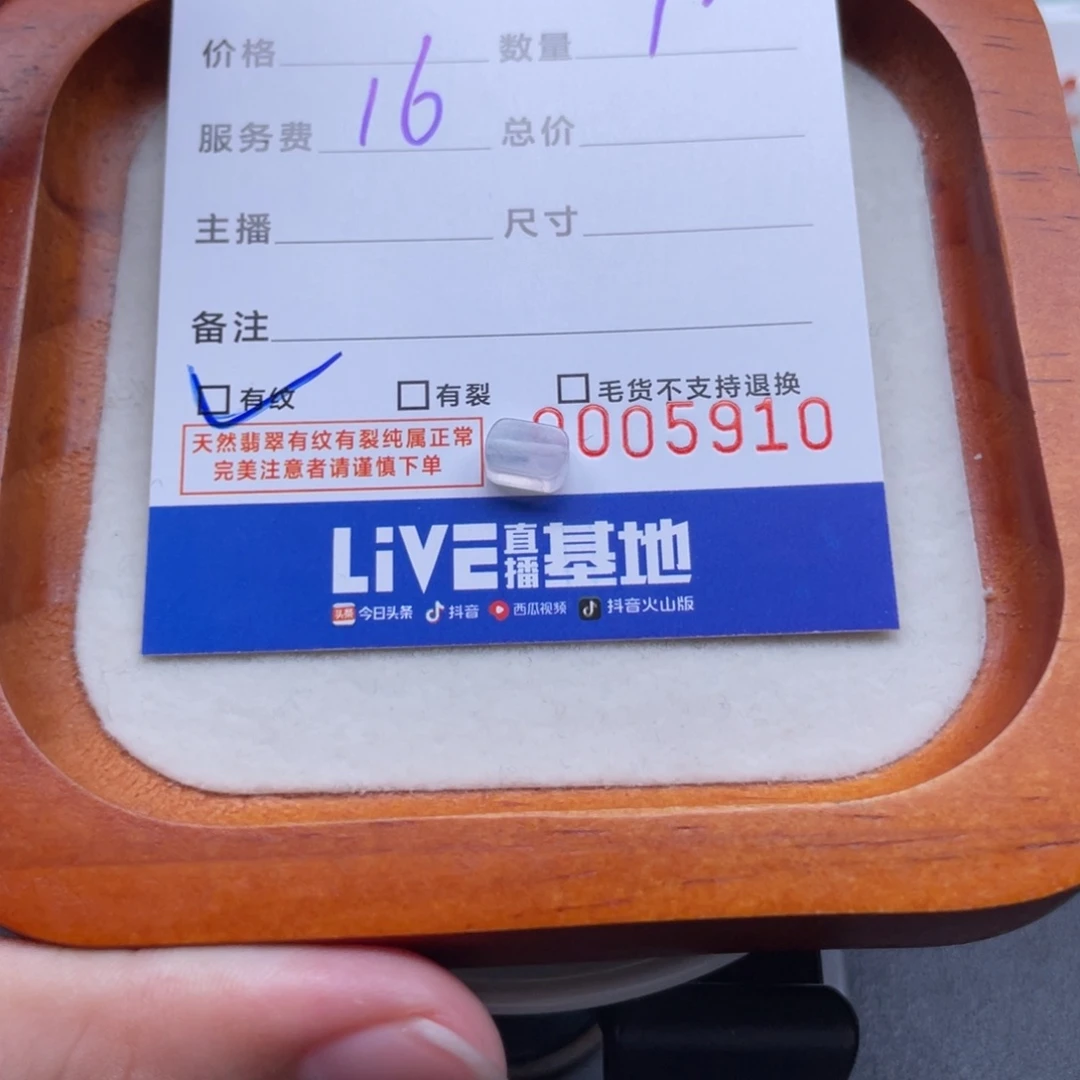 价格 数量
服务费 16 总价
主播 尺寸
备注
有纹 有裂 毛货不支持退换
天然翡翠有纹有裂纯属正常
完美注意者请谨慎下单
0005910
LiVE直播基地
今日头条 抖音 西瓜视频 抖音火山版